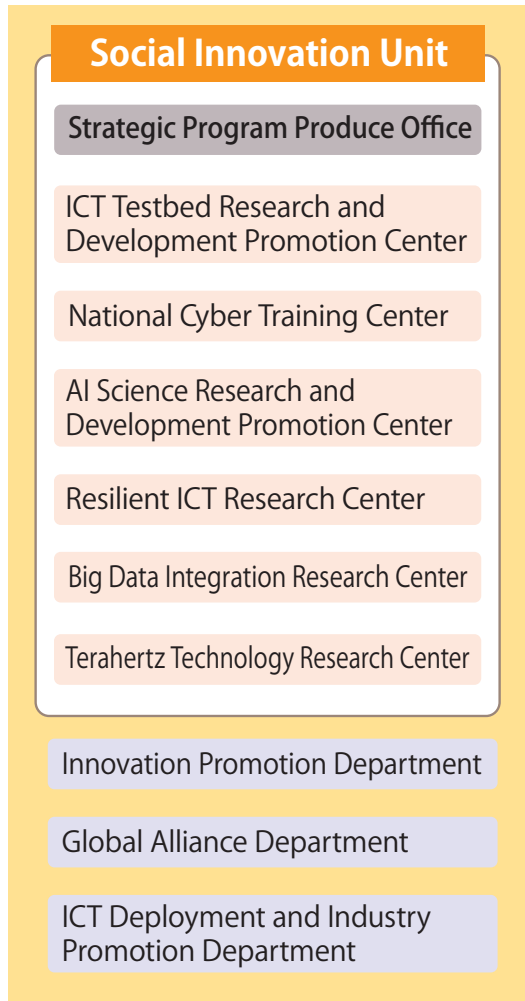 Social Innovation Unit
Strategic Program Produce Office
ICT Testbed Research and
Development Promotion Center
National Cyber Training Center
AI Science Research and
Development Promotion Center
Resilient ICT Research Center
Big Data Integration Research Center
Terahertz Technology Research Center
Innovation Promotion Department
Global Alliance Department
ICT Deployment and Industry
Promotion Department